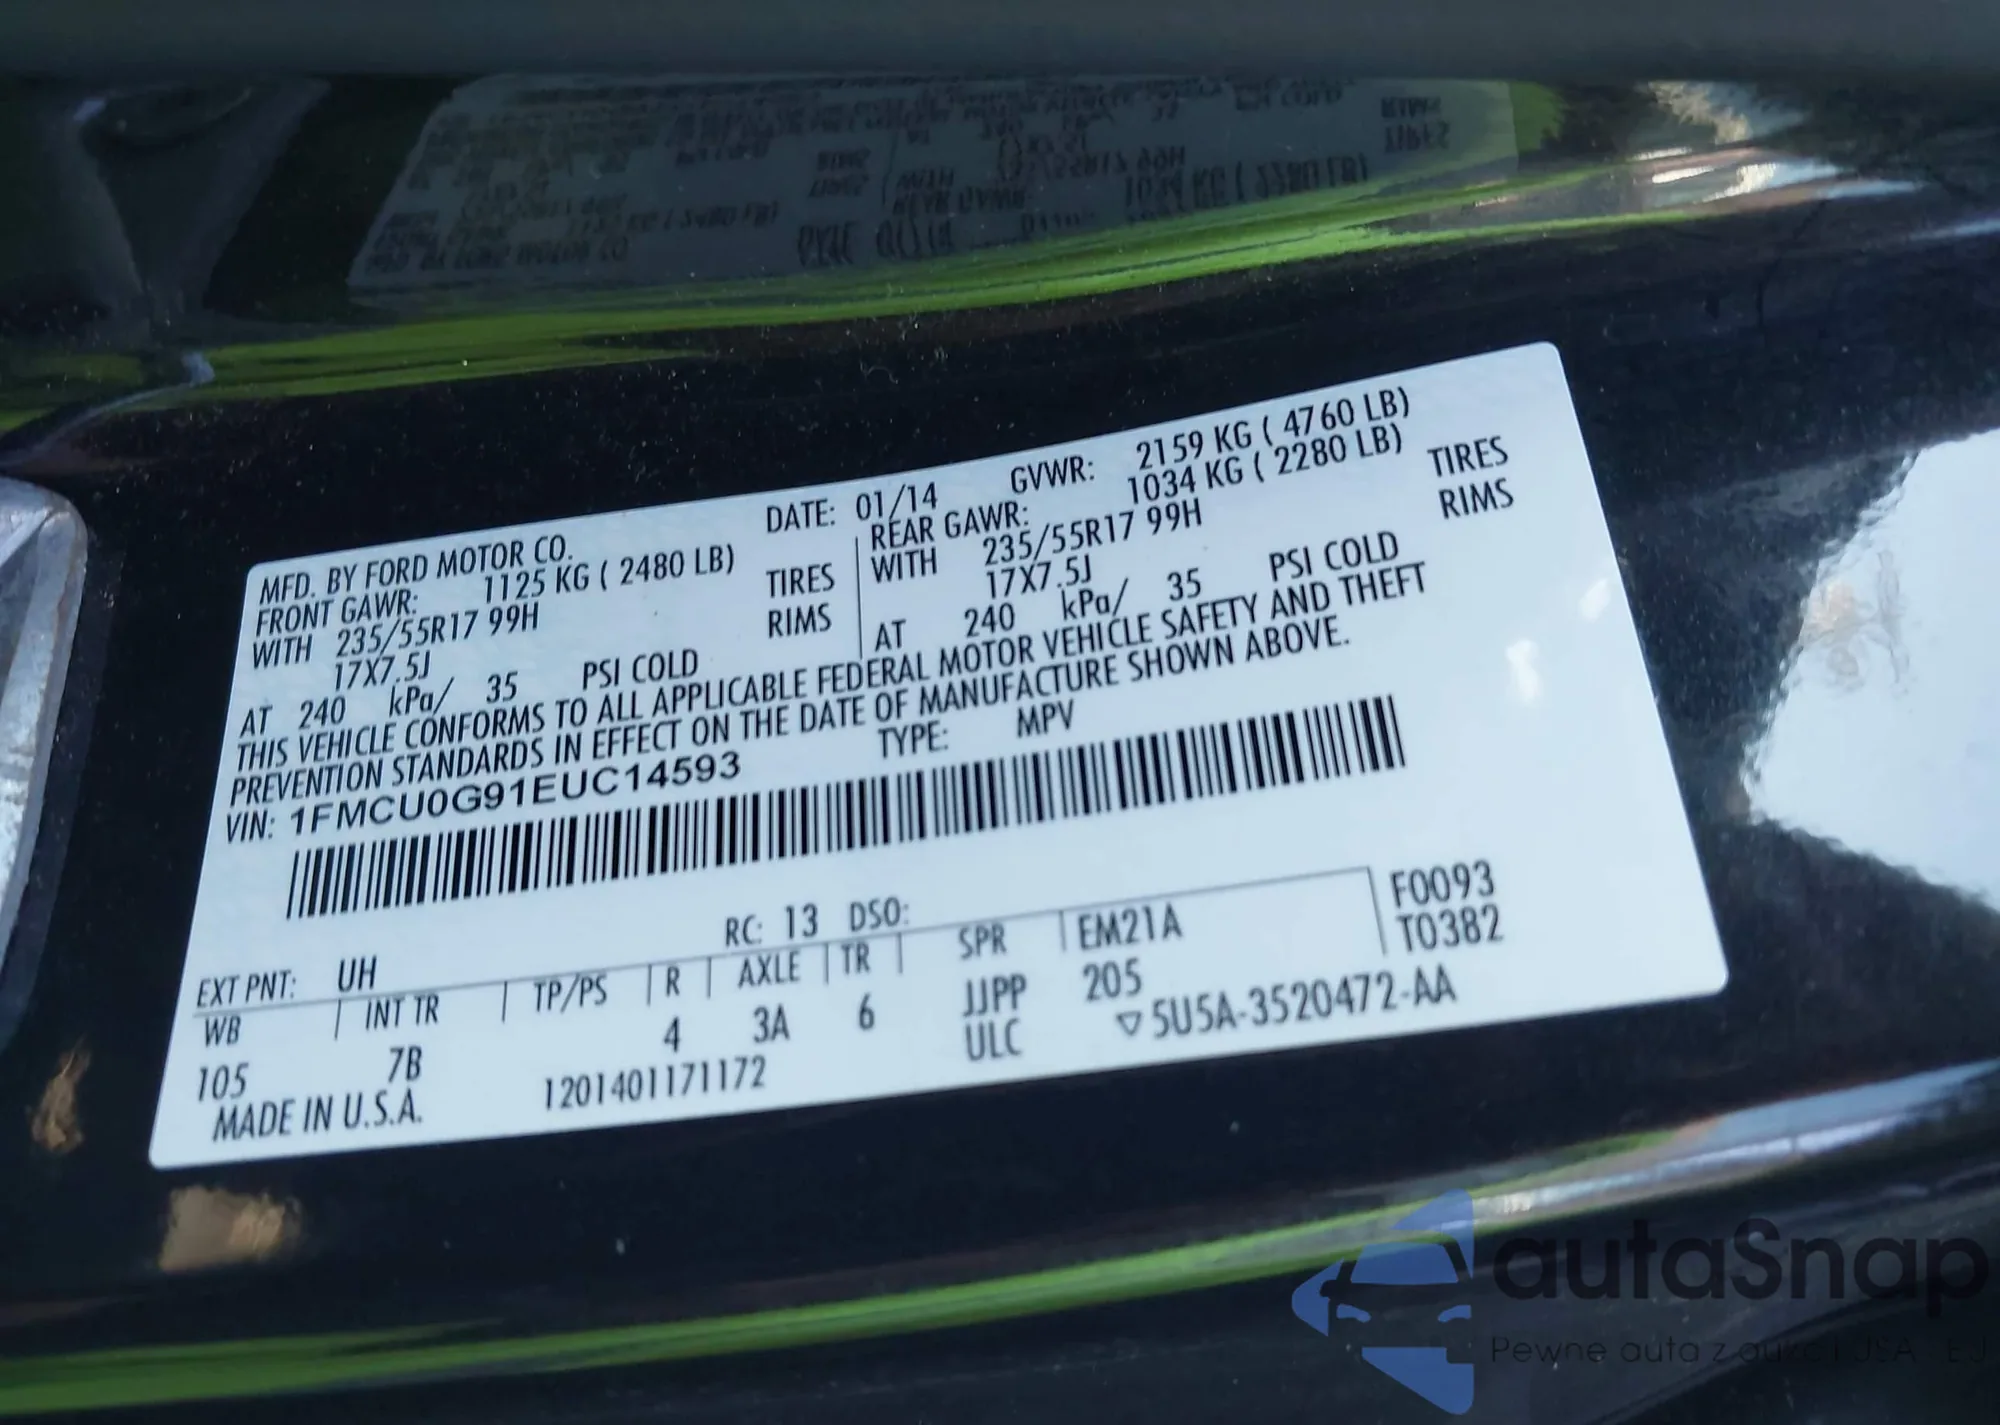 MFD. BY FORD MOTOR CO. DATE: 01/14 GVWR: 2159 KG ( 4760 LB)
FRONT GAWR: 1125 KG ( 2480 LB) REAR GAWR: 1034 KG ( 2280 LB)
WITH 235/55R17 99H TIRES WITH 235/55R17 99H TIRES
17X7.5J RIMS 17X7.5J RIMS
AT 240 kPa/ 35 PSI COLD AT 240 kPa/ 35 PSI COLD
THIS VEHICLE CONFORMS TO ALL APPLICABLE FEDERAL MOTOR VEHICLE SAFETY AND THEFT
PREVENTION STANDARDS IN EFFECT ON THE DATE OF MANUFACTURE SHOWN ABOVE.
VIN: 1FMCU0G91EUC14593 TYPE: MPV
F0093
EXT PNT: UH RC: 13 DSO: T0382
WB INT TR TP/PS R AXLE TR SPR EM21A
105 7B 4 3A 6 JJPP 205
MADE IN U.S.A. 1201401171172 ULC ▽5U5A-3520472-AA
autaSnap
Pewne auta z aukcji USA - EU